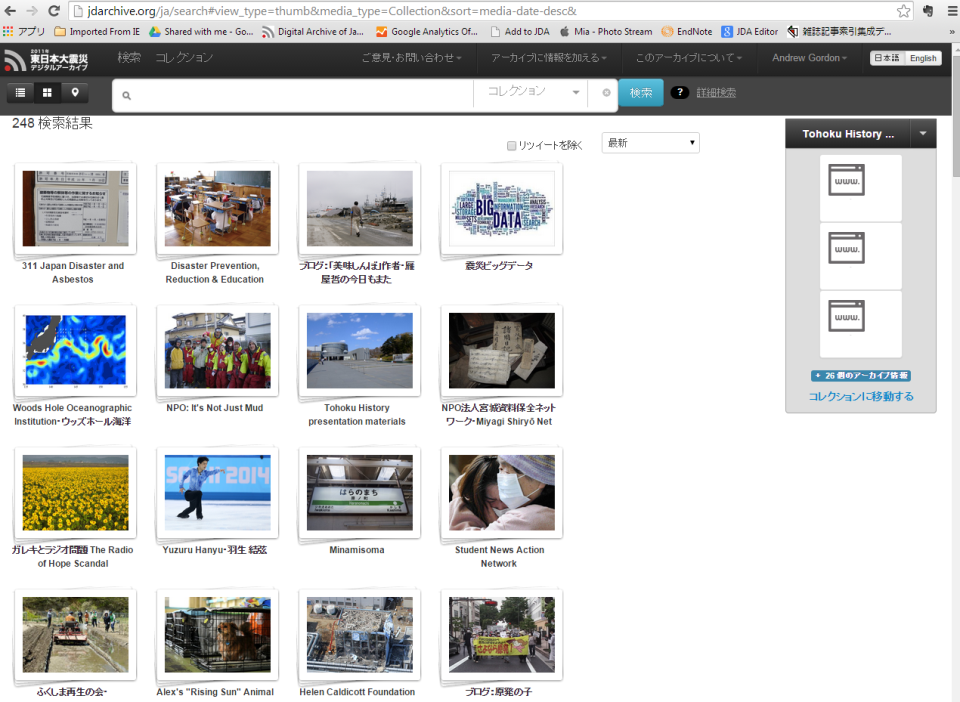 jdarchive.org/ja/search#view_type=thumb&media_type=Collection&sort=media-date-desc&
アプリ Imported From IE Shared with me - Goo... Digital Archive of Ja... Google Analytics Of... Add to JDA Mia - Photo Stream EndNote JDA Editor 雑誌記事索引集成デ... »
2011年
東日本大震災
デジタルアーカイブ
検索 コレクション ご意見・お問い合わせ アーカイブに情報を加える このアーカイブについて Andrew Gordon 日本語 English
コレクション 検索 ? 詳細検索
248 検索結果
リツイートを除く 最新
Tohoku History ...
www.
www.
www.
+ 26 個のアーカイブ情報
コレクションに移動する
BIG
DATA
311 Japan Disaster and
Asbestos
Disaster Prevention,
Reduction & Education
ブログ:「美味しんぼ」作者・雁
屋哲の今日もまた
震災ビッグデータ
Woods Hole Oceanographic
Institution・ウッズホール海洋
NPO: It's Not Just Mud
Tohoku History
presentation materials
NPO法人宮城資料保全ネット
ワーク・Miyagi Shiryō Net
2014
はらのまち
ガレキとラジオ問題 The Radio
of Hope Scandal
Yuzuru Hanyu・羽生 結弦
Minamisoma
Student News Action
Network
ふくしま再生の会・
Alex's "Rising Sun" Animal
Helen Caldicott Foundation
ブログ:原発の子